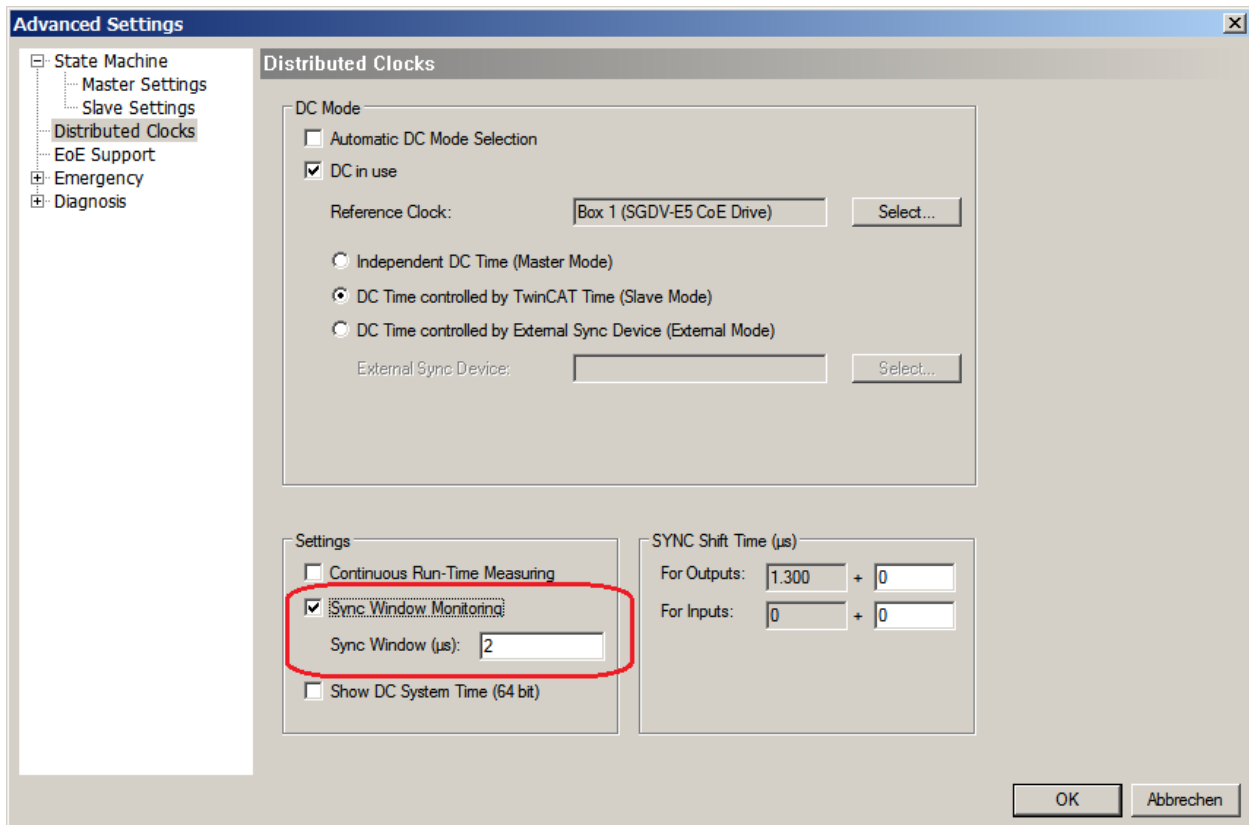 Advanced Settings
State Machine
Master Settings
Slave Settings
Distributed Clocks
EoE Support
Emergency
Diagnosis
Distributed Clocks
DC Mode
Automatic DC Mode Selection
DC in use
Reference Clock: Box 1 (SGDV-E5 CoE Drive) Select...
Independent DC Time (Master Mode)
DC Time controlled by TwinCAT Time (Slave Mode)
DC Time controlled by External Sync Device (External Mode)
External Sync Device: Select...
Settings
Continuous Run-Time Measuring
Sync Window Monitoring
Sync Window (µs): 2
Show DC System Time (64 bit)
SYNC Shift Time (µs)
For Outputs: 1.300 + 0
For Inputs: 0 + 0
OK Abbrechen